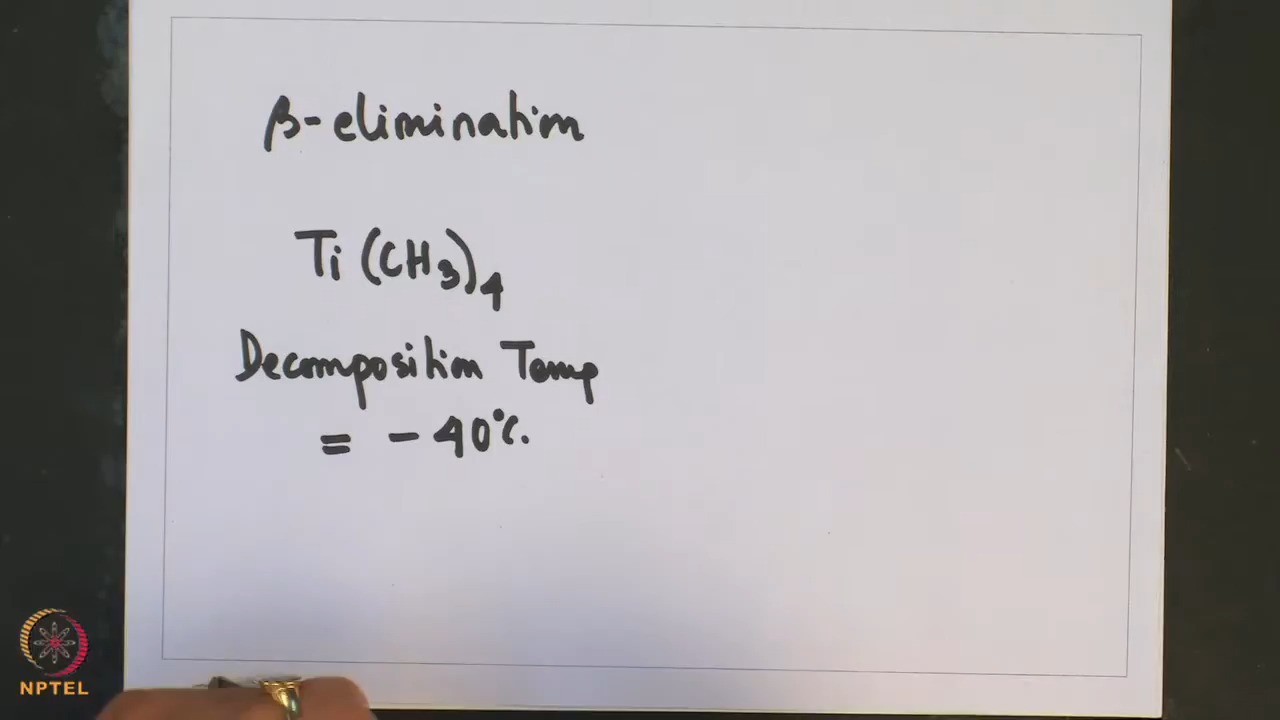 β-elimination
Ti(CH₃)₄
Decomposition Temp
= -40°C.
NPTEL